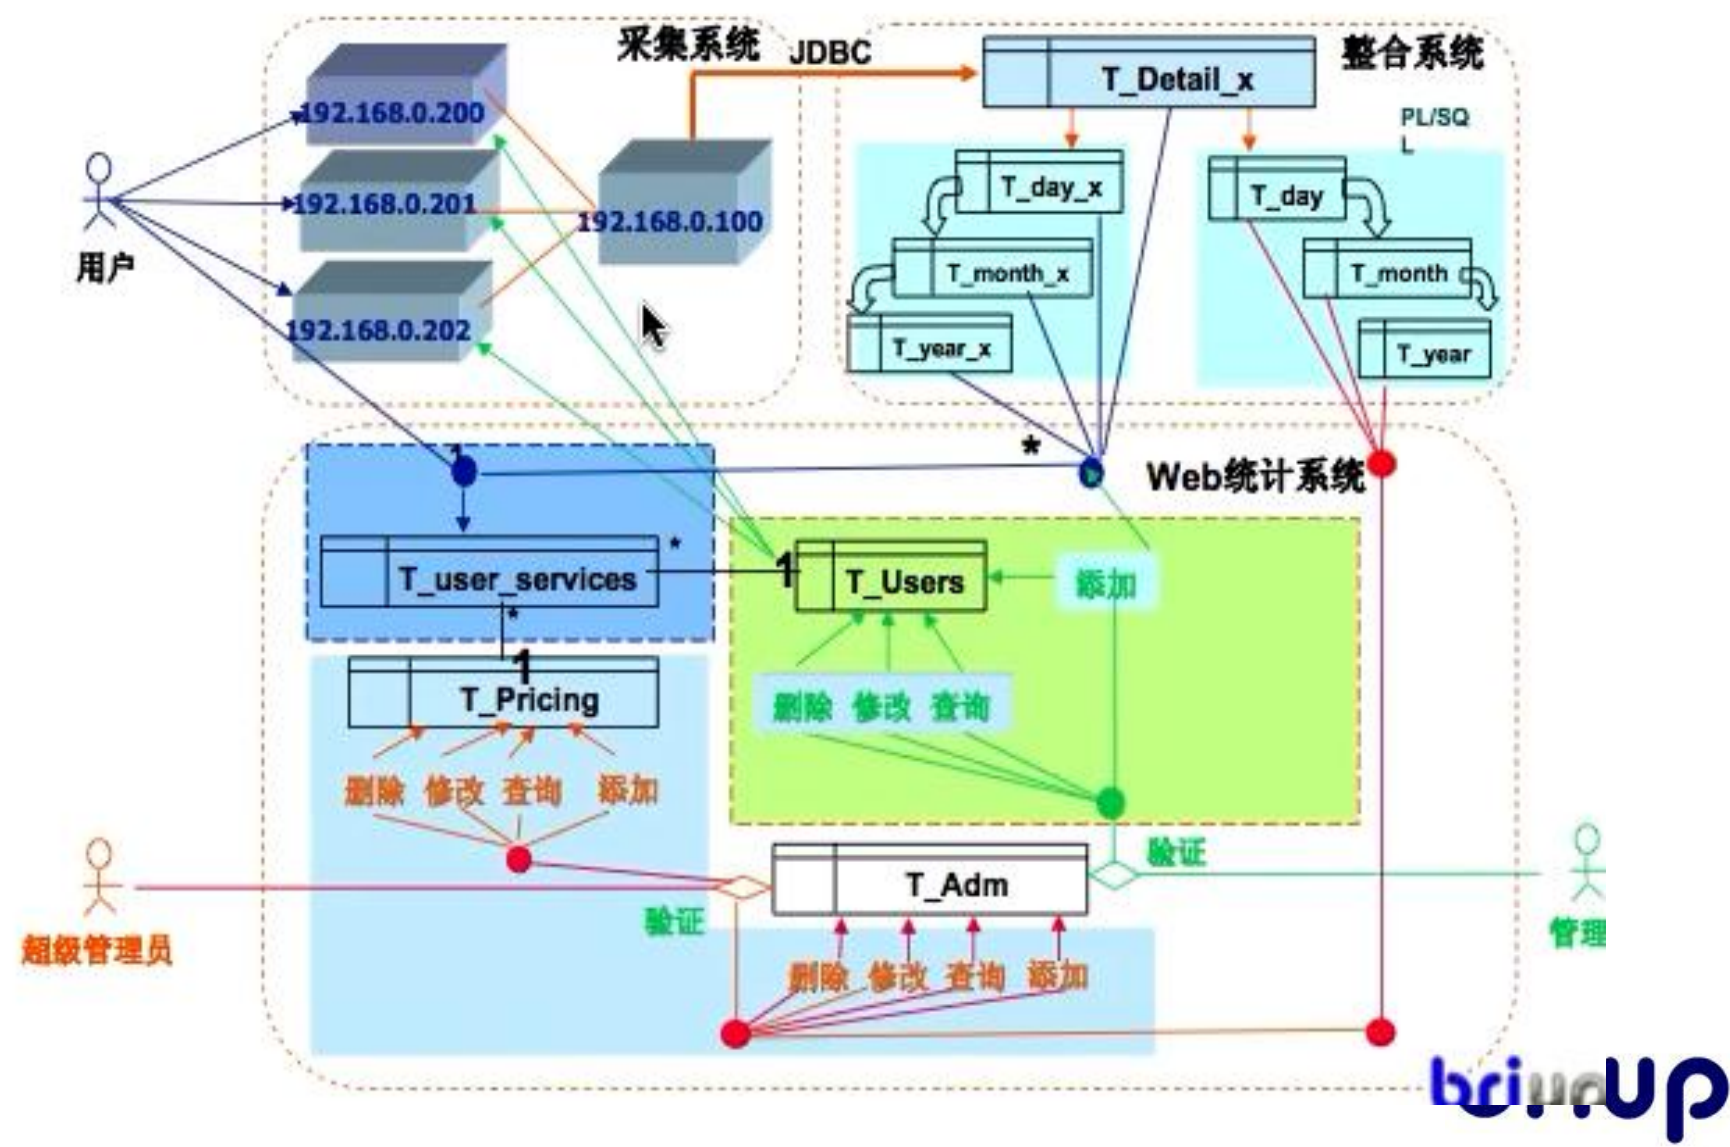 采集系统
JDBC
T_Detail_x
整合系统
PL/SQ
L
192.168.0.200
192.168.0.201
192.168.0.100
192.168.0.202
用户
T_day_x
T_month_x
T_year_x
T_day
T_month
T_year
1
*
Web统计系统
T_user_services
*
1
T_Users
添加
*
1
T_Pricing
删除 修改 查询
删除 修改 查询 添加
验证
T_Adm
验证
超级管理员
管理
删除 修改 查询 添加